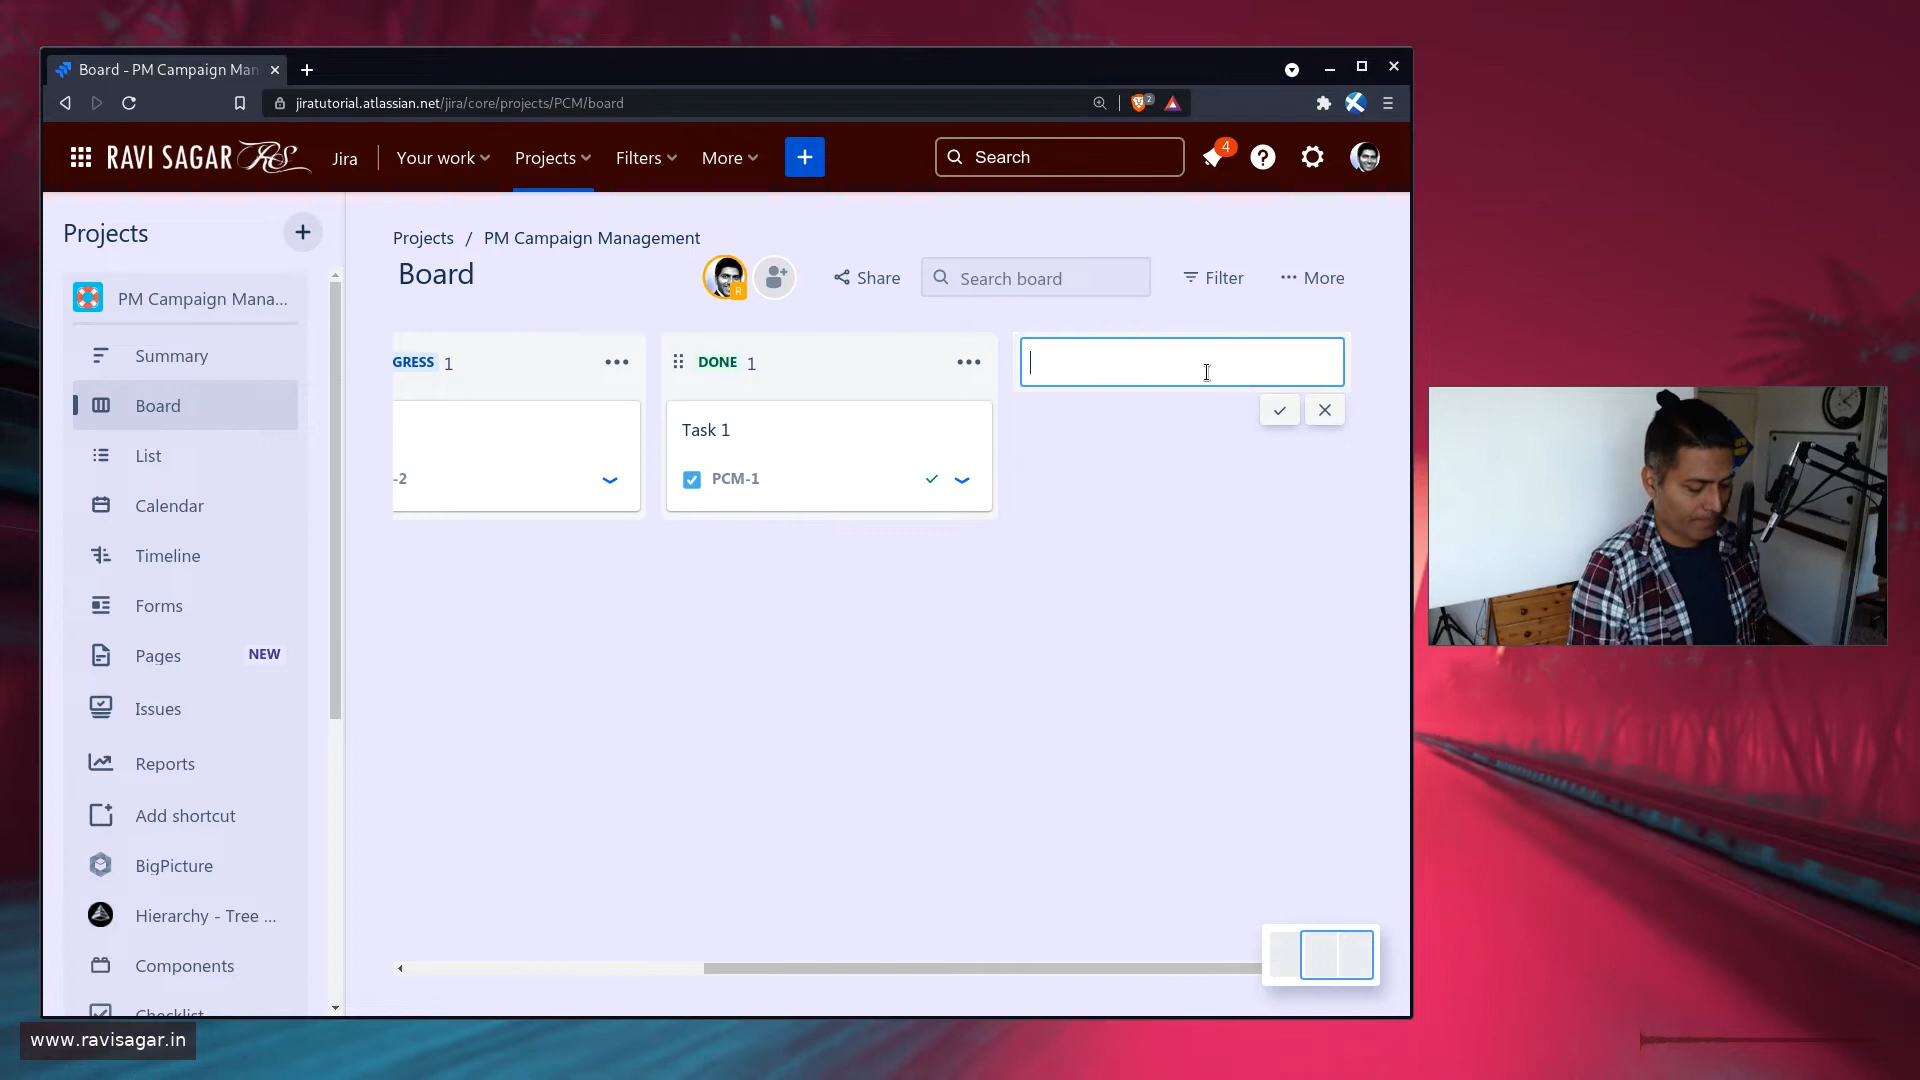 Board - PM Campaign Man
jiratutorial.atlassian.net/jira/core/projects/PCM/board
2
RAVI SAGAR RS
Jira
Your work
Projects
Filters
More
Search
4
Projects
PM Campaign Mana...
Summary
Board
List
Calendar
Timeline
Forms
Pages
NEW
Issues
Reports
Add shortcut
BigPicture
Hierarchy - Tree ...
Components
Checklist
Projects / PM Campaign Management
Board
R
Share
Search board
Filter
More
GRESS 1
-2
DONE 1
Task 1
PCM-1
www.ravisagar.in